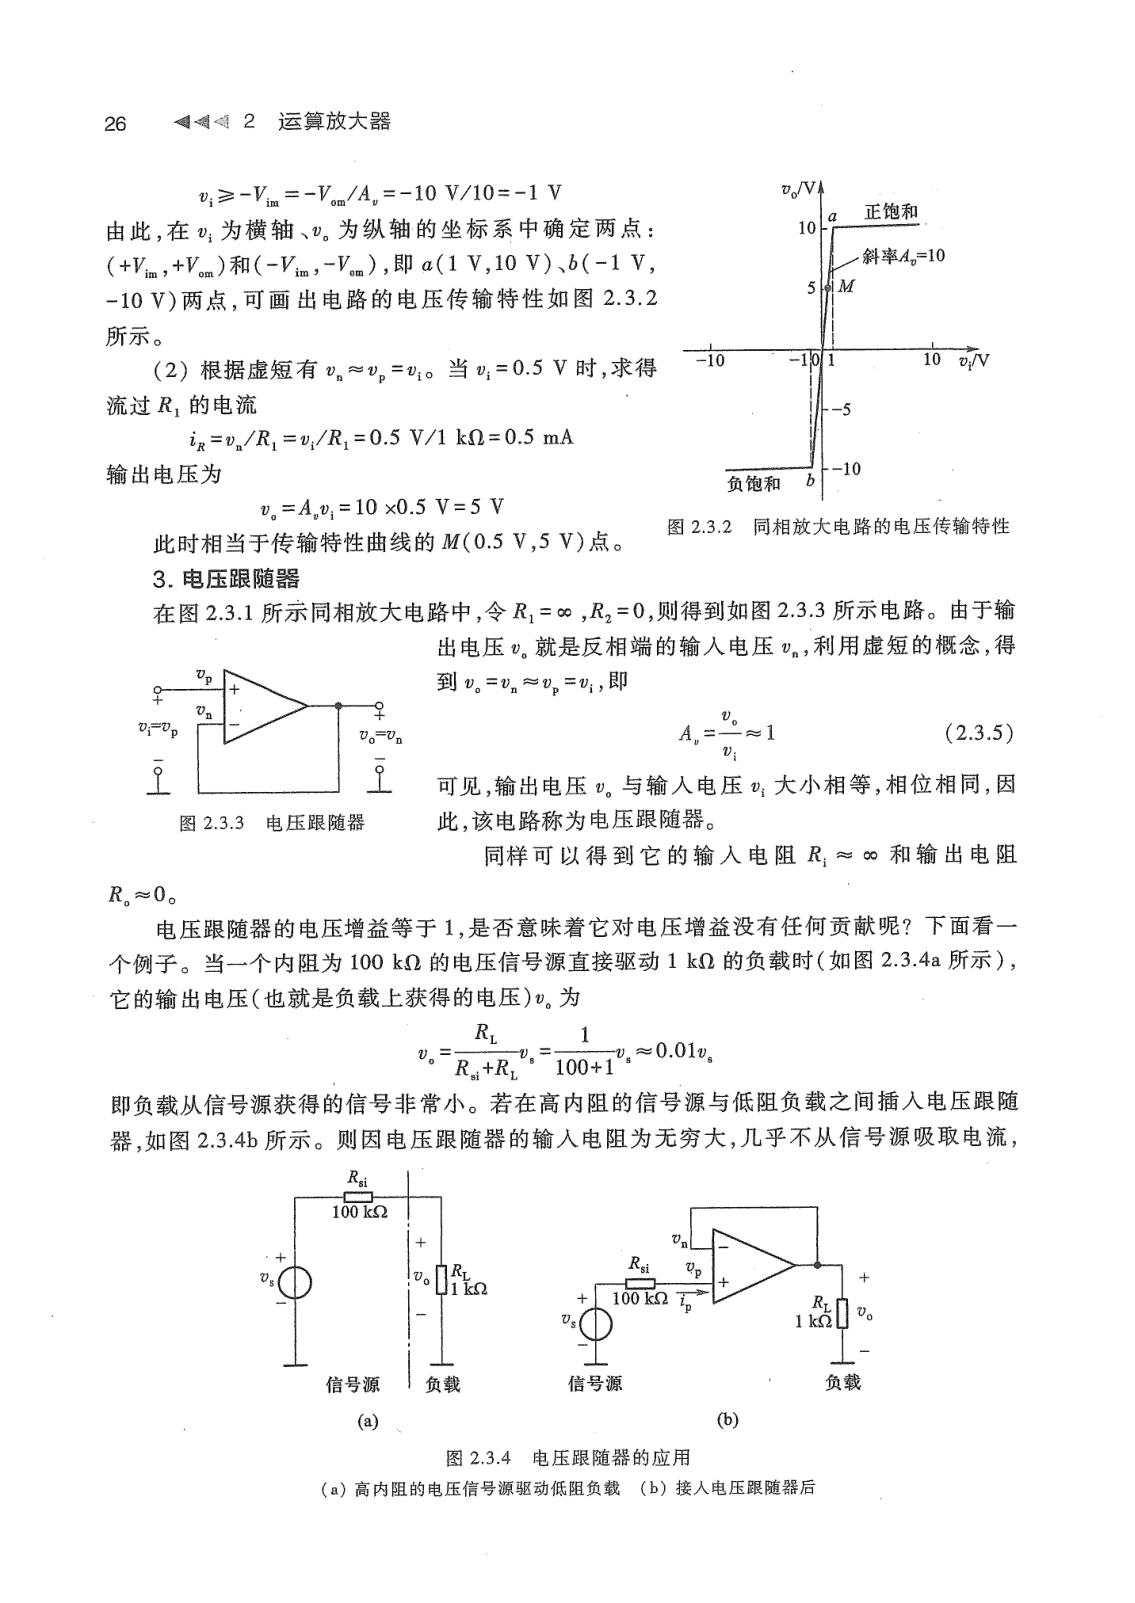 26 2 运算放大器
v_i≥-V_im=-V_om/A_v=-10 V/10=-1 V
由此,在 v_i 为横轴、v_o 为纵轴的坐标系中确定两点:
(+V_im,+V_om)和(-V_im,-V_om),即 a(1 V,10 V)、b(-1 V,
-10 V)两点,可画出电路的电压传输特性如图 2.3.2
所示。
(2) 根据虚短有 v_n≈v_p=v_i。当 v_i=0.5 V 时,求得
流过 R_1 的电流
i_R=v_n/R_1=v_i/R_1=0.5 V/1 kΩ=0.5 mA
输出电压为
v_o=A_vv_i=10 ×0.5 V=5 V
此时相当于传输特性曲线的 M(0.5 V,5 V)点。
v_o/V
10
a
正饱和
斜率A_v=10
5
M
-10
-1
0
1
10
v_i/V
-5
-10
负饱和
b
图 2.3.2 同相放大电路的电压传输特性
3. 电压跟随器
在图 2.3.1 所示同相放大电路中,令 R_1=∞,R_2=0,则得到如图 2.3.3 所示电路。由于输
出电压 v_o 就是反相端的输入电压 v_n,利用虚短的概念,得
到 v_o=v_n≈v_p=v_i,即
A_v=v_o/v_i≈1 (2.3.5)
可见,输出电压 v_o 与输入电压 v_i 大小相等,相位相同,因
此,该电路称为电压跟随器。
v_p
+
v_n
-
+
v_i=v_p
-
+
v_o=v_n
-
图 2.3.3 电压跟随器
同样可以得到它的输入电阻 R_i≈∞ 和输出电阻
R_o≈0。
电压跟随器的电压增益等于 1,是否意味着它对电压增益没有任何贡献呢? 下面看一
个例子。当一个内阻为 100 kΩ 的电压信号源直接驱动 1 kΩ 的负载时(如图 2.3.4a 所示),
它的输出电压(也就是负载上获得的电压)v_o 为
v_o=R_L/(R_si+R_L)v_s=1/(100+1)v_s≈0.01v_s
即负载从信号源获得的信号非常小。若在高内阻的信号源与低阻负载之间插入电压跟随
器,如图 2.3.4b 所示。则因电压跟随器的输入电阻为无穷大,几乎不从信号源吸取电流,
R_si
100 kΩ
+
v_s
-
+
v_o
-
R_L
1 kΩ
信号源
负载
(a)
v_n
-
R_si
v_p
+
100 kΩ
i_p
+
v_s
-
R_L
1 kΩ
+
v_o
-
信号源
负载
(b)
图 2.3.4 电压跟随器的应用
(a) 高内阻的电压信号源驱动低阻负载 (b) 接入电压跟随器后